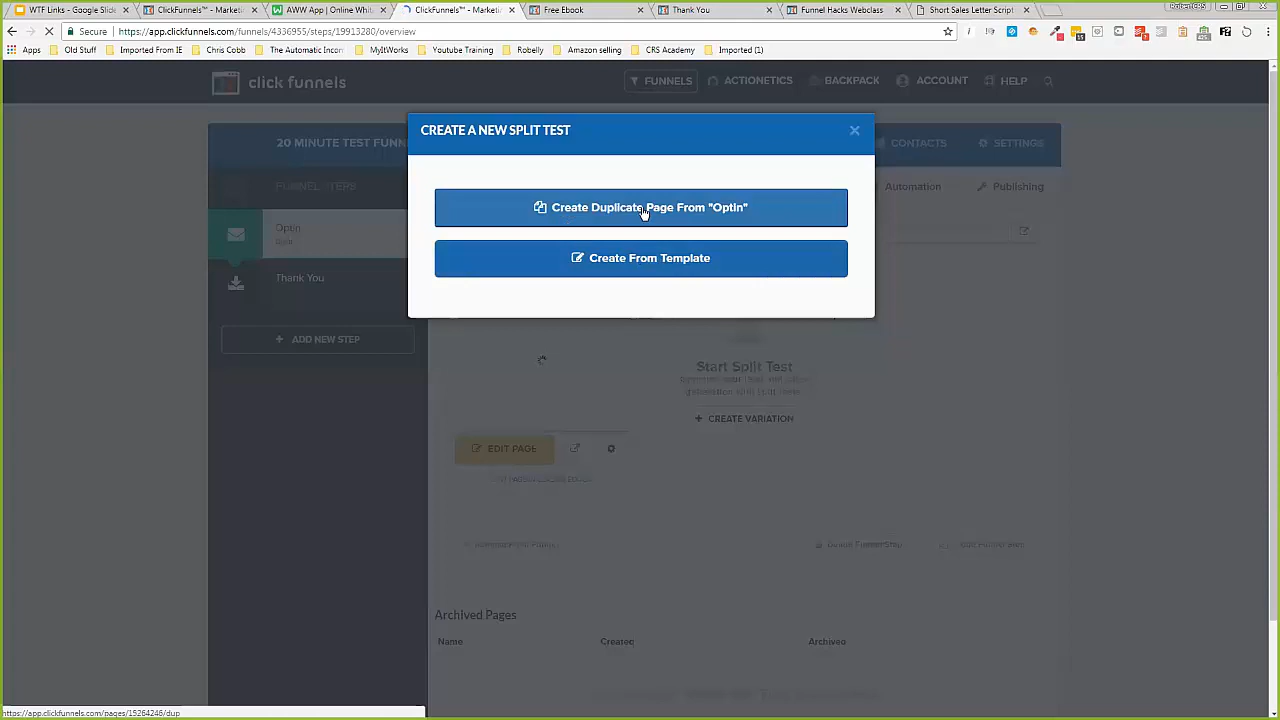 WTF Links - Google Slide
ClickFunnels™ - Marketi
AWW App | Online Whit
ClickFunnels™ - Marketi
Free Ebook
Thank You
Funnel Hacks Webclass
Short Sales Letter Script
Secure
https://app.clickfunnels.com/funnels/4336955/steps/19913280/overview
Apps
Old Stuff
Imported From IE
Chris Cobb
The Automatic Incom
MyItWorks
Youtube Training
Robelly
Amazon selling
CRS Academy
Imported (1)
click funnels
FUNNELS
ACTIONETICS
BACKPACK
ACCOUNT
HELP
CREATE A NEW SPLIT TEST
20 MINUTE TEST FUNN
CONTACTS
SETTINGS
FUNNEL STEPS
Automation
Publishing
Create Duplicate Page From "Optin"
Optin
Create From Template
Thank You
+ ADD NEW STEP
Start Split Test
+ CREATE VARIATION
EDIT PAGE
Archived Pages
Name
Created
Archived
https://app.clickfunnels.com/pages/15264246/dup